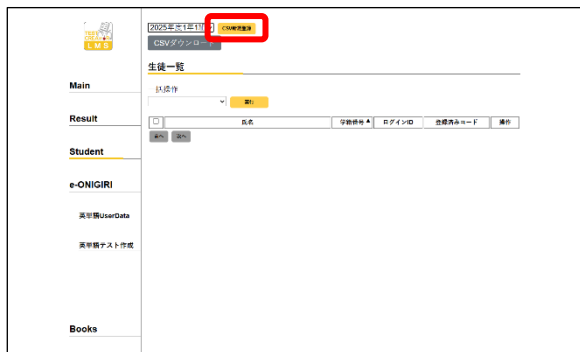 LMS
2025年度1年1組
CSV新規登録
CSVダウンロード
生徒一覧
Main
一括操作
実行
Result
氏名 学籍番号▲ ログインID 登録済みコード 操作
前へ 次へ
Student
e-ONIGIRI
英単語UserData
英単語テスト作成
Books